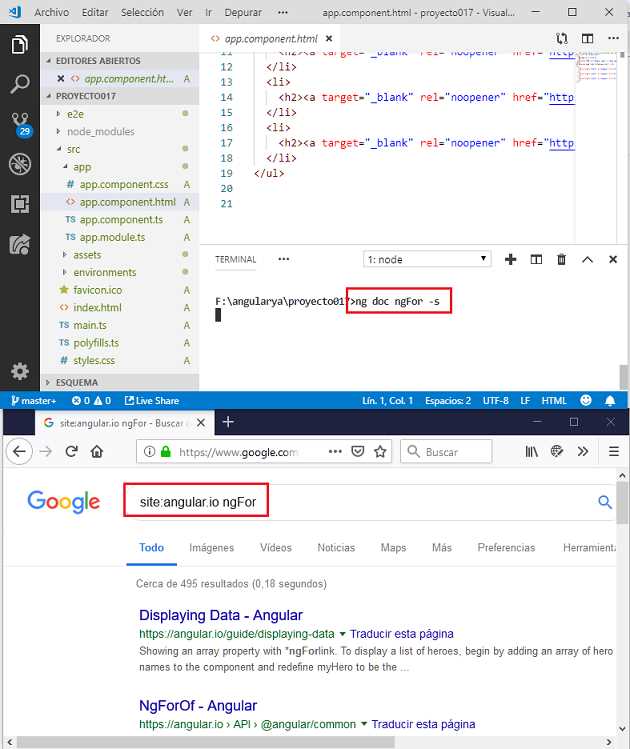 Archivo Editar Selección Ver Ir Depurar ··· app.component.html - proyecto017 - Visual...
EXPLORADOR
EDITORES ABIERTOS
app.component.ht... A
PROYECTO017
e2e
node_modules
src
app
app.component.css A
app.component.html A
app.component.ts A
app.module.ts A
assets
environments
favicon.ico A
index.html A
main.ts A
polyfills.ts A
styles.css A
ESQUEMA
29
app.component.html
11 <h2><a target="_blank" rel="noopener" href="http
12 </li>
13 <li>
14 <h2><a target="_blank" rel="noopener" href="http
15 </li>
16 <li>
17 <h2><a target="_blank" rel="noopener" href="http
18 </li>
19 </ul>
20
21
TERMINAL ··· 1: node
F:\angularya\proyecto017>ng doc ngFor -s
master+ 0 0 Live Share Lín. 1, Col. 1 Espacios: 2 UTF-8 LF HTML
site:angular.io ngFor - Buscar
https://www.google.com ··· Buscar
Google site:angular.io ngFor
Todo Imágenes Vídeos Noticias Maps Más Preferencias Herramienta
Cerca de 495 resultados (0,18 segundos)
Displaying Data - Angular
https://angular.io/guide/displaying-data Traducir esta página
Showing an array property with *ngForlink. To display a list of heroes, begin by adding an array of hero
names to the component and redefine myHero to be the ...
NgForOf - Angular
https://angular.io › API › @angular/common Traducir esta página